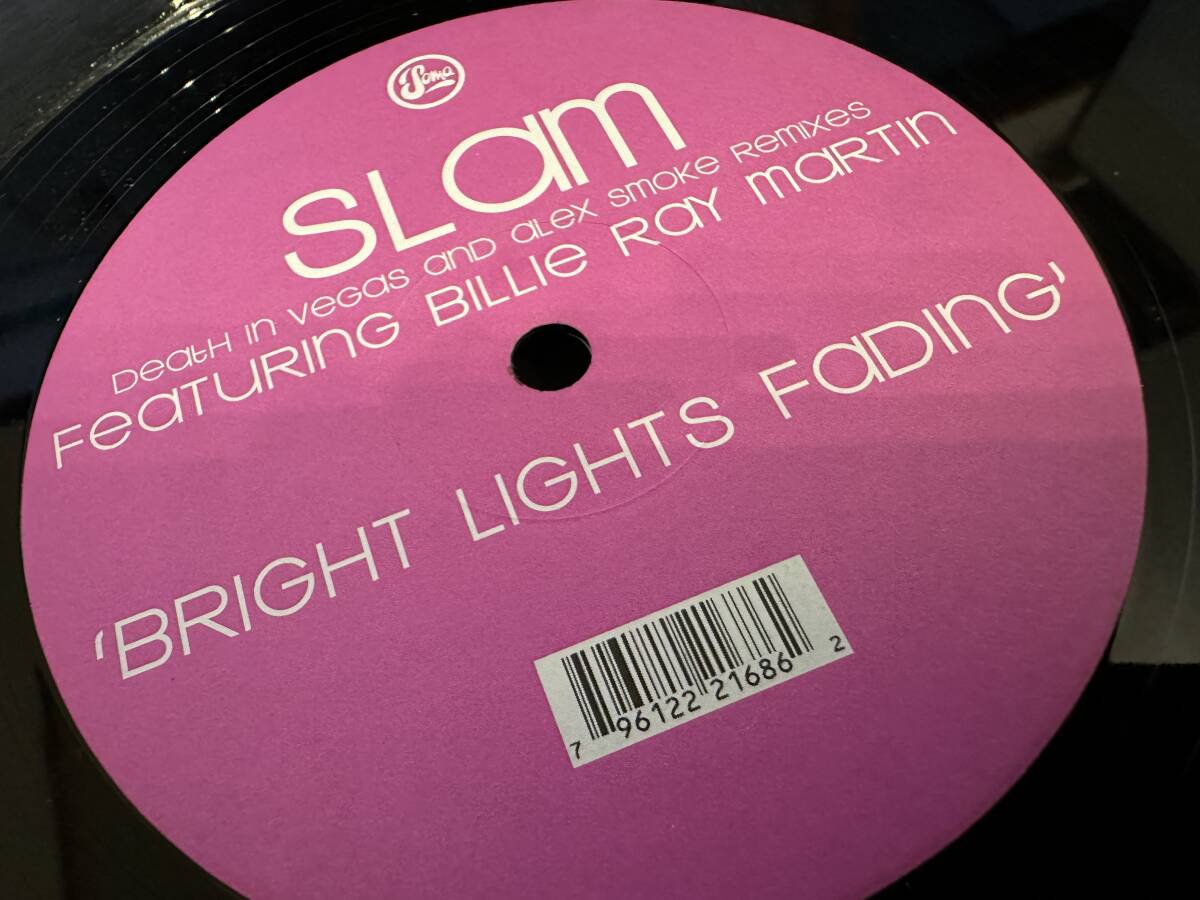 Soma
SLAM
DEATH IN VEGAS AND ALEX SMOKE REMIXES
FEATURING BILLIE RAY MARTIN
'BRIGHT LIGHTS FADING'
7 96122 21686 2